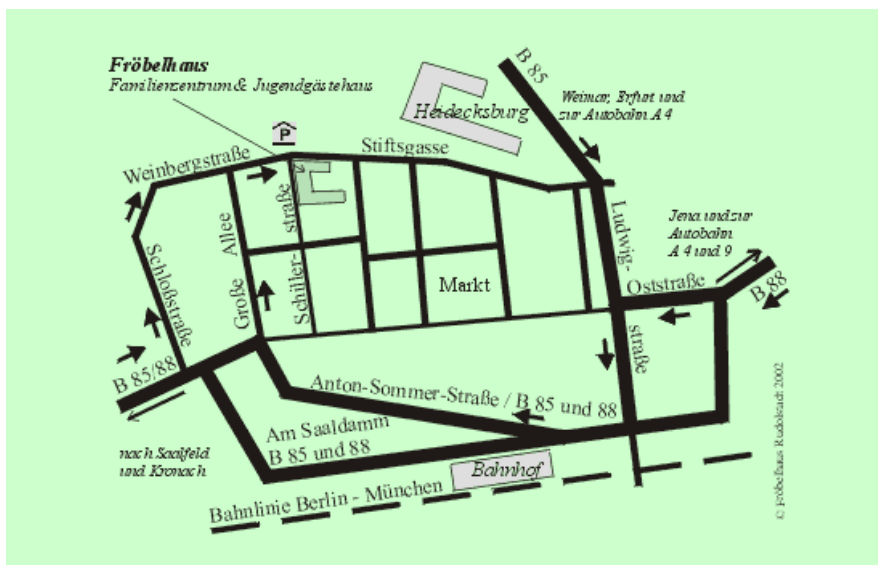 Fröbelhaus
Familienzentrum & Jugendgästehaus
P
Heidecksburg
B 85
Weimar, Erfurt und
zur Autobahn A 4
Stiftsgasse
Weinbergstraße
Schloßstraße
Große Allee
Schiller-
straße
Markt
Ludwig-
straße
Jena und zur
Autobahn
A 4 und 9
Oststraße
B 88
B 85/88
nach Saalfeld
und Kronach
Anton-Sommer-Straße / B 85 und 88
Am Saaldamm
B 85 und 88
Bahnhof
Bahnlinie Berlin - München
© Fröbelhaus Rudolstadt 2002